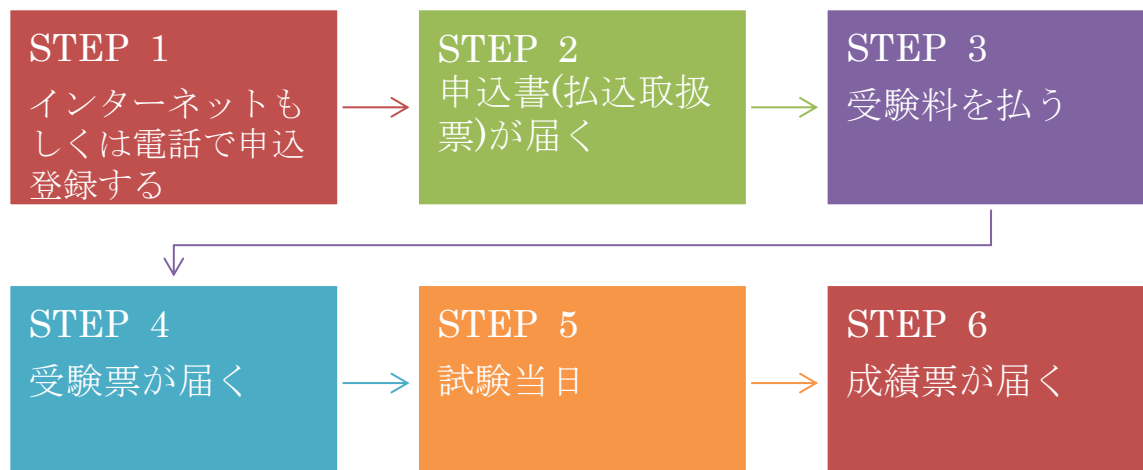 STEP 1
インターネットも
しくは電話で申込
登録する
STEP 2
申込書(払込取扱
票)が届く
STEP 3
受験料を払う
STEP 4
受験票が届く
STEP 5
試験当日
STEP 6
成績票が届く